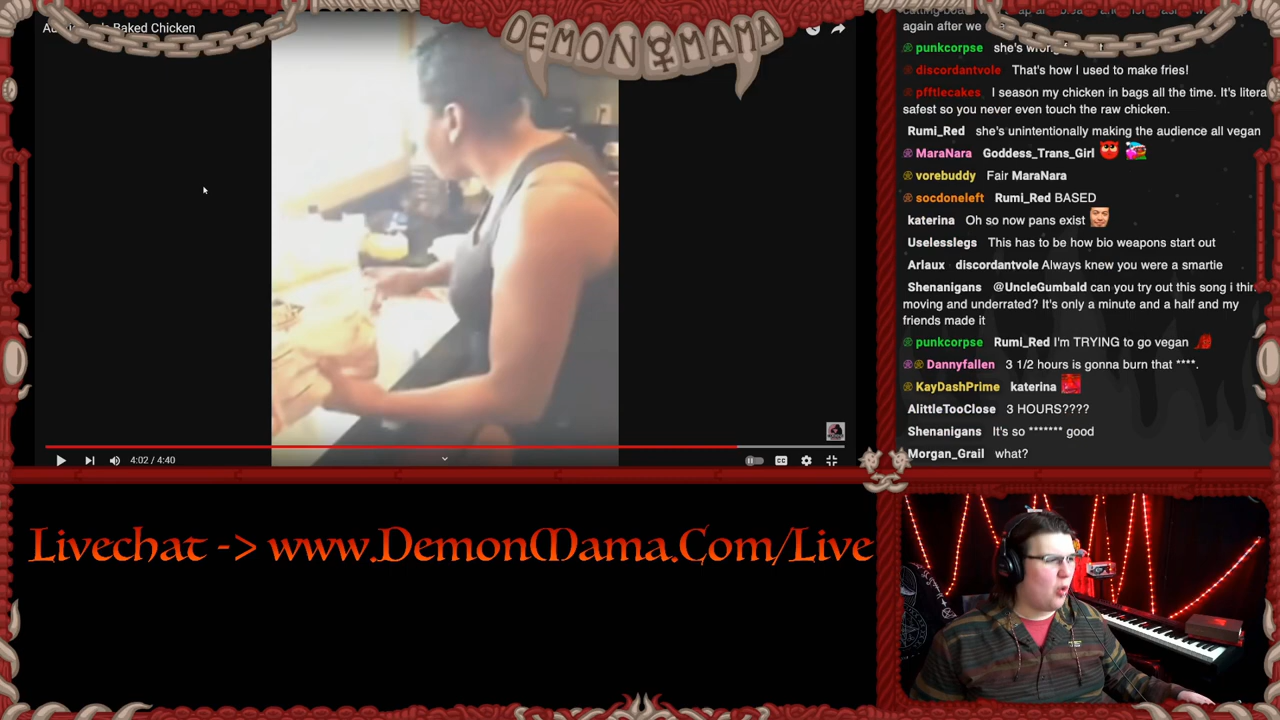 Baked Chicken
DEMON MAMA
again after we
punkcorpse she's
discordantvole That's how I used to make fries!
pfftlecakes I season my chicken in bags all the time. It's litera
safest so you never even touch the raw chicken.
Rumi_Red she's unintentionally making the audience all vegan
MaraNara Goddess_Trans_Girl
vorebuddy Fair MaraNara
socdoneleft Rumi_Red BASED
katerina Oh so now pans exist
Uselesslegs This has to be how bio weapons start out
Arlaux discordantvole Always knew you were a smartie
Shenanigans @UncleGumbald can you try out this song i thin
moving and underrated? It's only a minute and a half and my
friends made it
punkcorpse Rumi_Red I'm TRYING to go vegan
Dannyfallen 3 1/2 hours is gonna burn that ****.
KayDashPrime katerina
AlittleTooClose 3 HOURS????
Shenanigans It's so ******* good
Morgan_Grail what?
4:02 / 4:40
CC
Livechat -> www.DemonMama.Com/Live